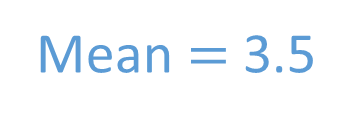 Mean = 3.5